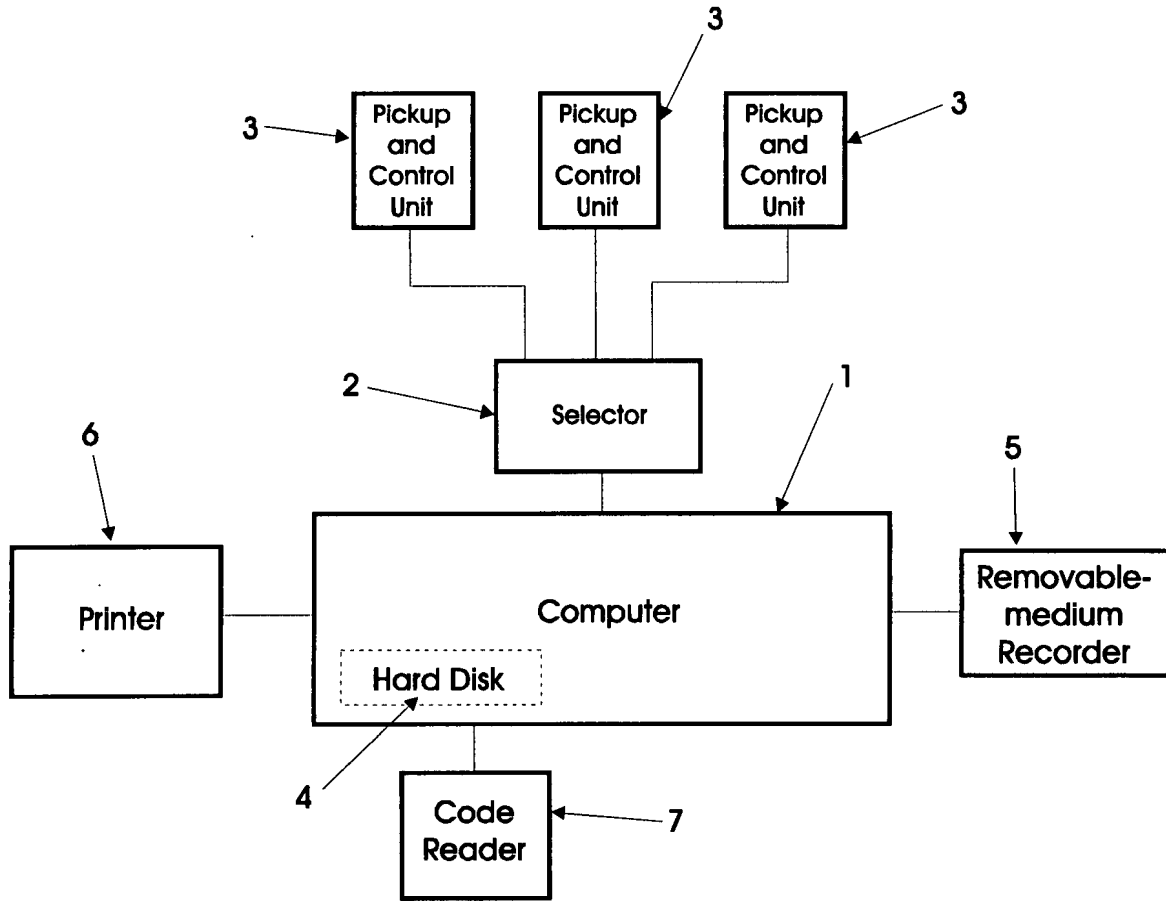 3
3
3
Pickup
and
Control
Unit
Pickup
and
Control
Unit
Pickup
and
Control
Unit
2
Selector
1
6
5
Printer
Computer
Removable-
medium
Recorder
Hard Disk
4
Code
Reader
7